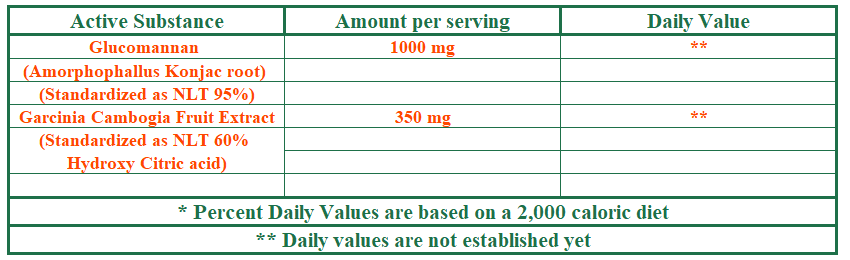 Active Substance Amount per serving Daily Value
Glucomannan 1000 mg **
(Amorphophallus Konjac root)
(Standardized as NLT 95%)
Garcinia Cambogia Fruit Extract 350 mg **
(Standardized as NLT 60%
Hydroxy Citric acid)
* Percent Daily Values are based on a 2,000 caloric diet
** Daily values are not established yet